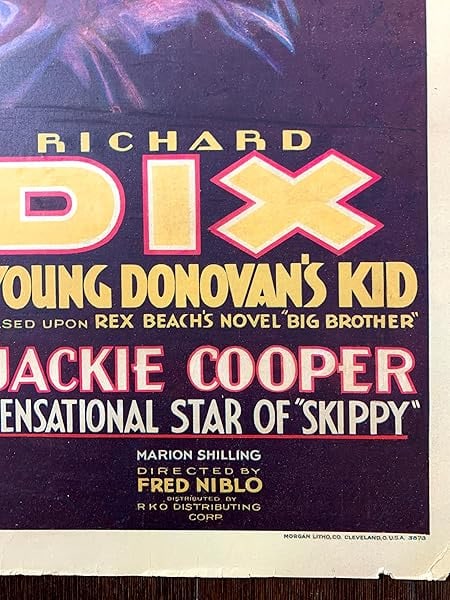 RICHARD
DIX
YOUNG DONOVAN'S KID
ASED UPON REX BEACH'S NOVEL "BIG BROTHER"
JACKIE COOPER
ENSATIONAL STAR OF "SKIPPY"
MARION SHILLING
DIRECTED BY
FRED NIBLO
DISTRIBUTED BY
RKO DISTRIBUTING
CORP.
MORGAN LITHO. CO. CLEVELAND, O. U.S.A. 3673